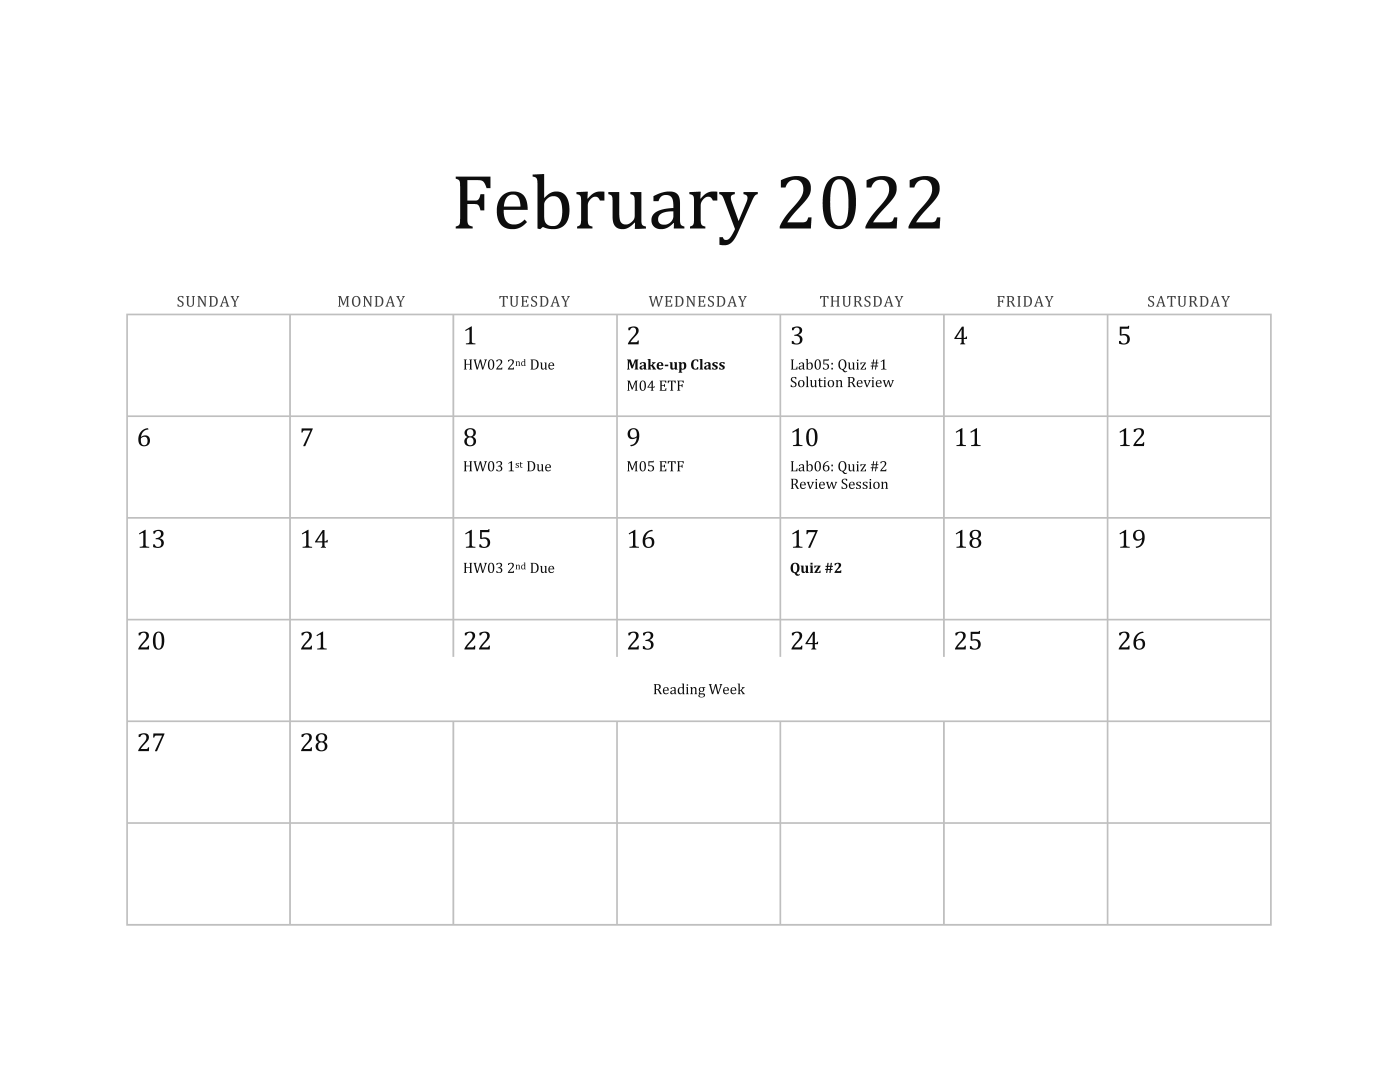 February 2022
SUNDAY MONDAY TUESDAY WEDNESDAY THURSDAY FRIDAY SATURDAY
1 2 3 4 5
HW02 2nd Due Make-up Class Lab05: Quiz #1
M04 ETF Solution Review
6 7 8 9 10 11 12
HW03 1st Due M05 ETF Lab06: Quiz #2
Review Session
13 14 15 16 17 18 19
HW03 2nd Due Quiz #2
20 21 22 23 24 25 26
Reading Week
27 28